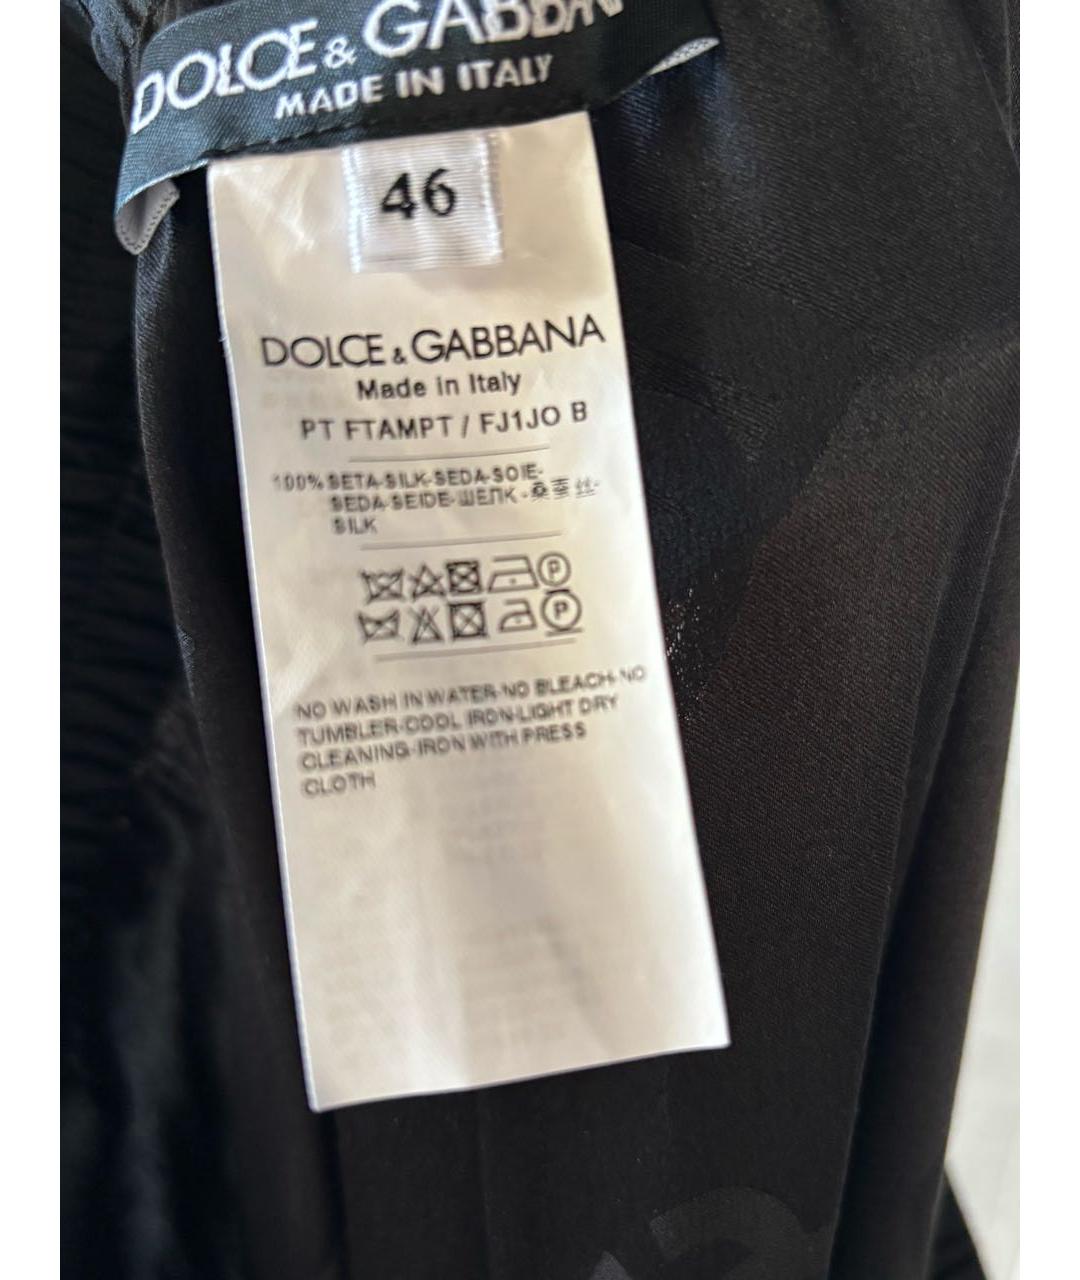 DOLCE & GABBANA
MADE IN ITALY
46
DOLCE & GABBANA
Made in Italy
PT FTAMPT / FJ1JO B
100% SETA-SILK-SEDA-SOIE-
SEDA-SEIDE-ШЕЛК-桑蚕丝-
SILK
P
P
NO WASH IN WATER-NO BLEACH-NO
TUMBLER-COOL IRON-LIGHT DRY
CLEANING-IRON WITH PRESS
CLOTH